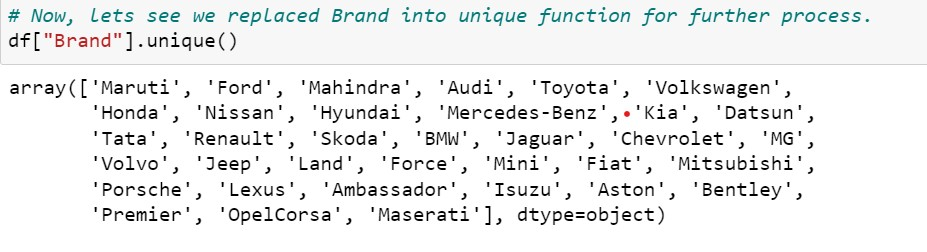 # Now, lets see we replaced Brand into unique function for further process.
df["Brand"].unique()
array(['Maruti', 'Ford', 'Mahindra', 'Audi', 'Toyota', 'Volkswagen',
'Honda', 'Nissan', 'Hyundai', 'Mercedes-Benz', 'Kia', 'Datsun',
'Tata', 'Renault', 'Skoda', 'BMW', 'Jaguar', 'Chevrolet', 'MG',
'Volvo', 'Jeep', 'Land', 'Force', 'Mini', 'Fiat', 'Mitsubishi',
'Porsche', 'Lexus', 'Ambassador', 'Isuzu', 'Aston', 'Bentley',
'Premier', 'OpelCorsa', 'Maserati'], dtype=object)